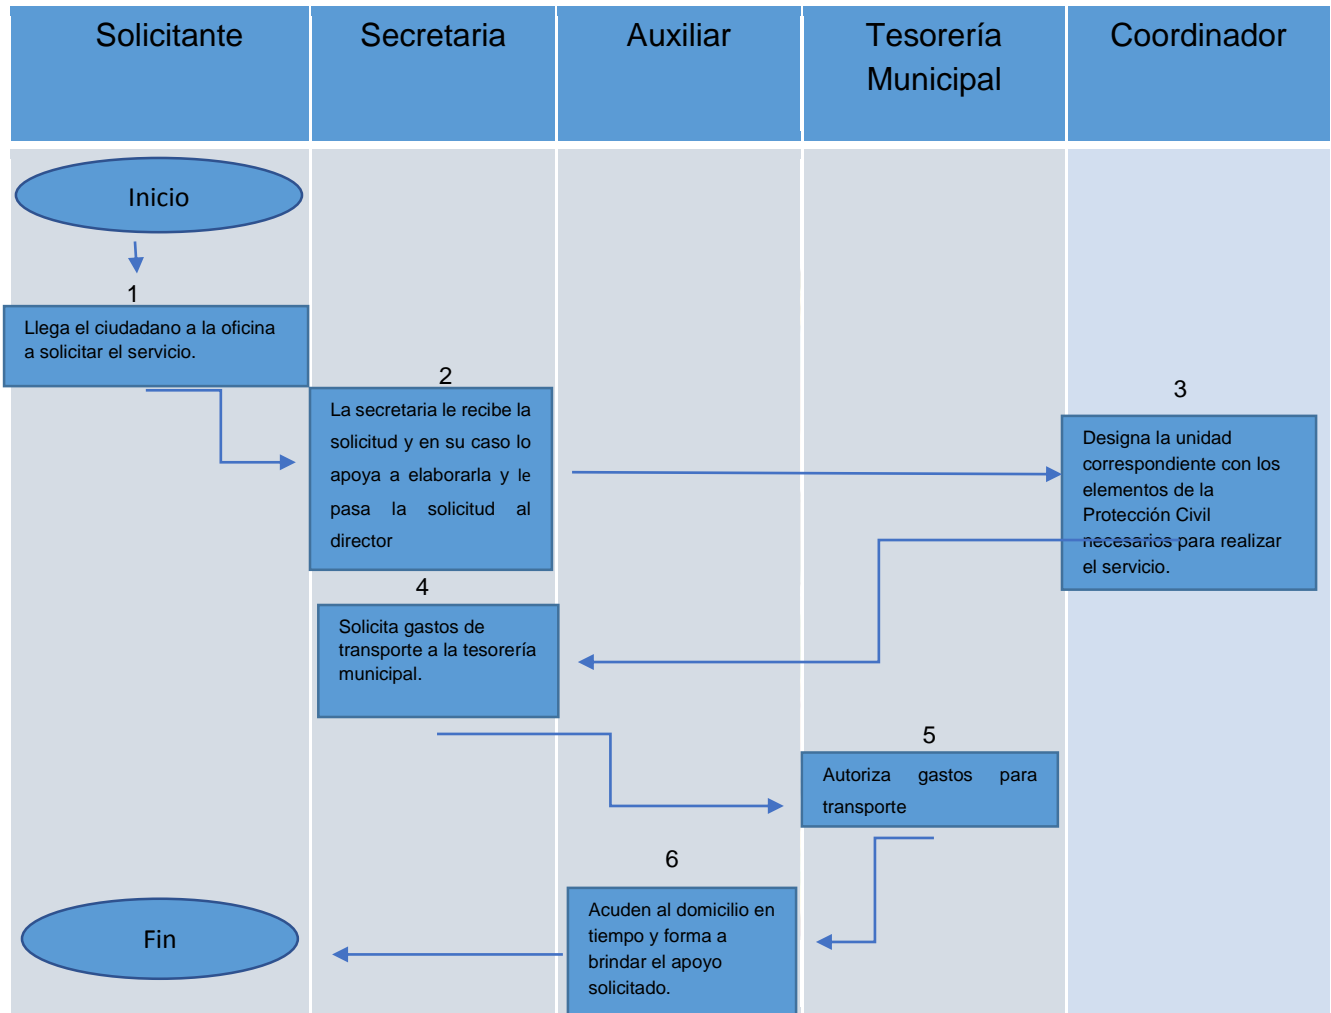 Solicitante
Secretaria
Auxiliar
Tesorería
Municipal
Coordinador
Inicio
1
Llega el ciudadano a la oficina
a solicitar el servicio.
2
La secretaria le recibe la
solicitud y en su caso lo
apoya a elaborarla y le
pasa la solicitud al
director
3
Designa la unidad
correspondiente con los
elementos de la
Protección Civil
necesarios para realizar
el servicio.
4
Solicita gastos de
transporte a la tesorería
municipal.
5
Autoriza gastos para
transporte
6
Acuden al domicilio en
tiempo y forma a
brindar el apoyo
solicitado.
Fin